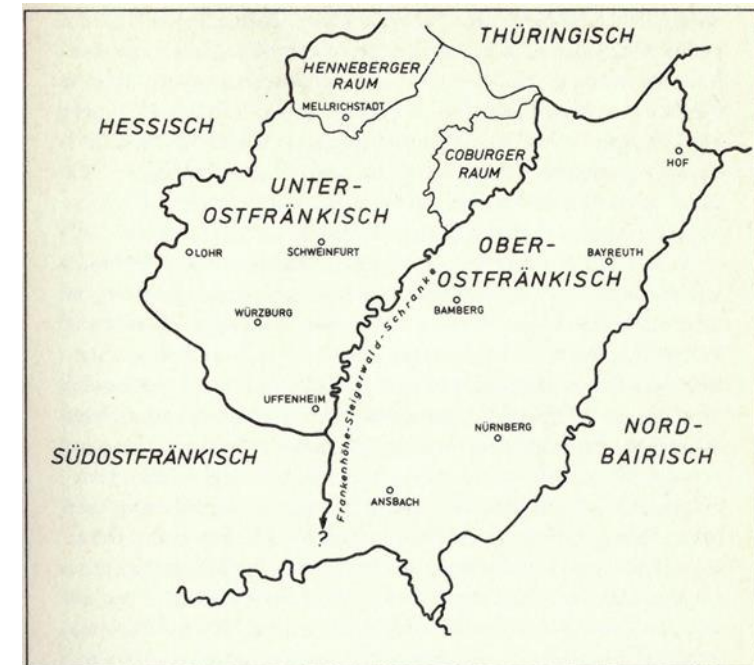 THÜRINGISCH
HENNEBERGER
RAUM
MELLRICHSTADT
HESSISCH
COBURGER
RAUM
HOF
UNTER-
OSTFRÄNKISCH
LOHR
SCHWEINFURT
OBER-
OSTFRÄNKISCH
BAYREUTH
BAMBERG
WÜRZBURG
Frankenhöhe-Steigerwald-Schranke
UFFENHEIM
NÜRNBERG
NORD-
BAIRISCH
SÜDOSTFRÄNKISCH
ANSBACH
?